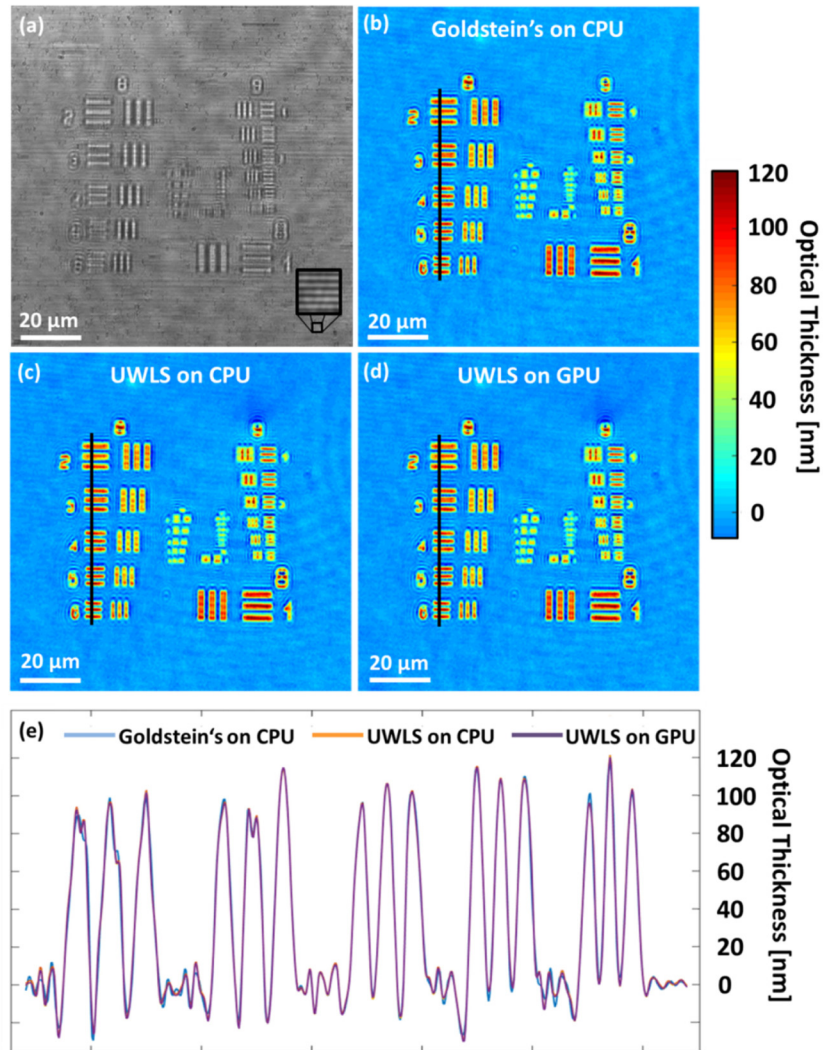 (a)
20 µm
(b)
Goldstein's on CPU
20 µm
(c)
UWLS on CPU
20 µm
(d)
UWLS on GPU
20 µm
120
100
80
60
40
20
0
Optical Thickness [nm]
(e)
Goldstein‘s on CPU
UWLS on CPU
UWLS on GPU
120
100
80
60
40
20
0
Optical Thickness [nm]